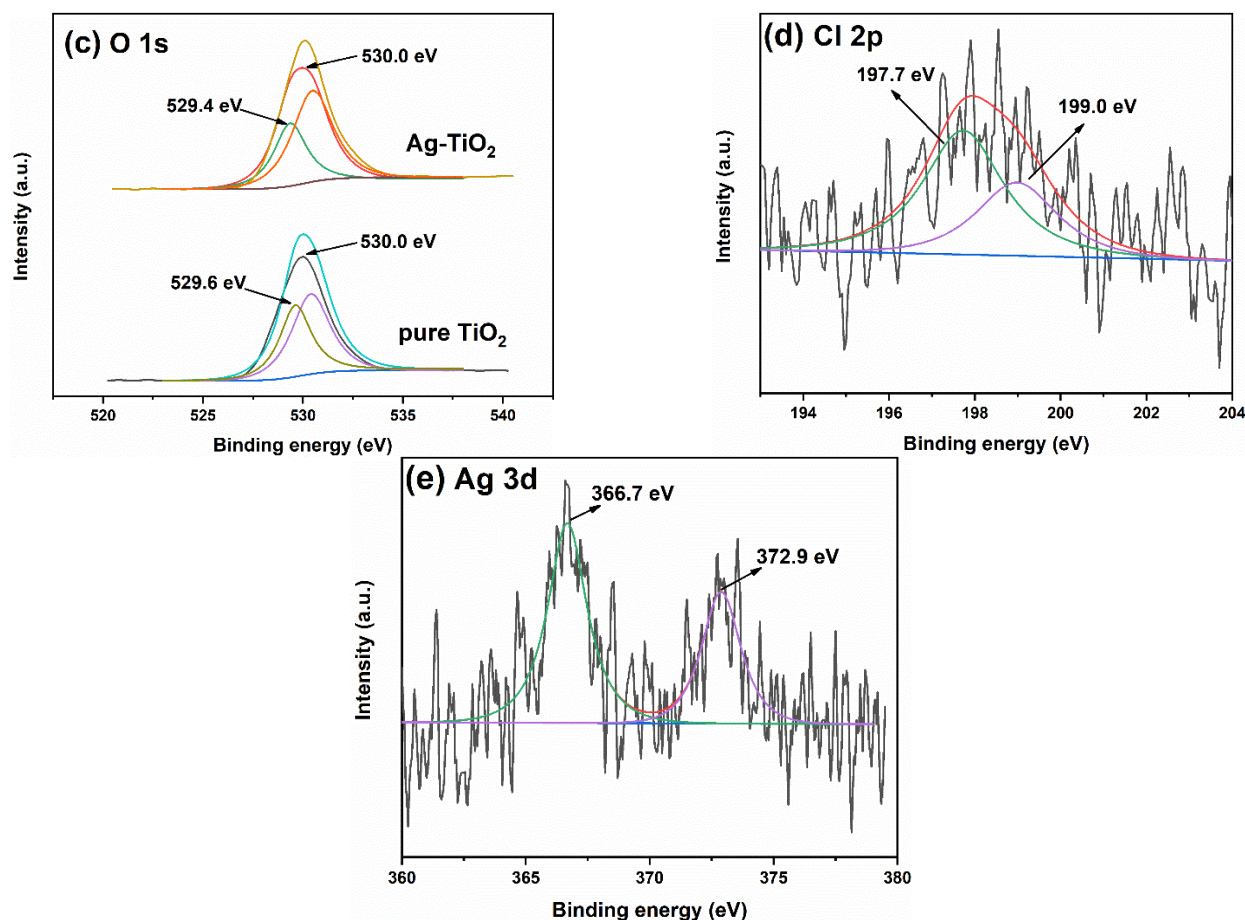 (c) O 1s
530.0 eV
529.4 eV
Ag-TiO₂
530.0 eV
529.6 eV
pure TiO₂
Intensity (a.u.)
520 525 530 535 540
Binding energy (eV)
(d) Cl 2p
197.7 eV
199.0 eV
Intensity (a.u.)
194 196 198 200 202 204
Binding energy (eV)
(e) Ag 3d
366.7 eV
372.9 eV
Intensity (a.u.)
360 365 370 375 380
Binding energy (eV)